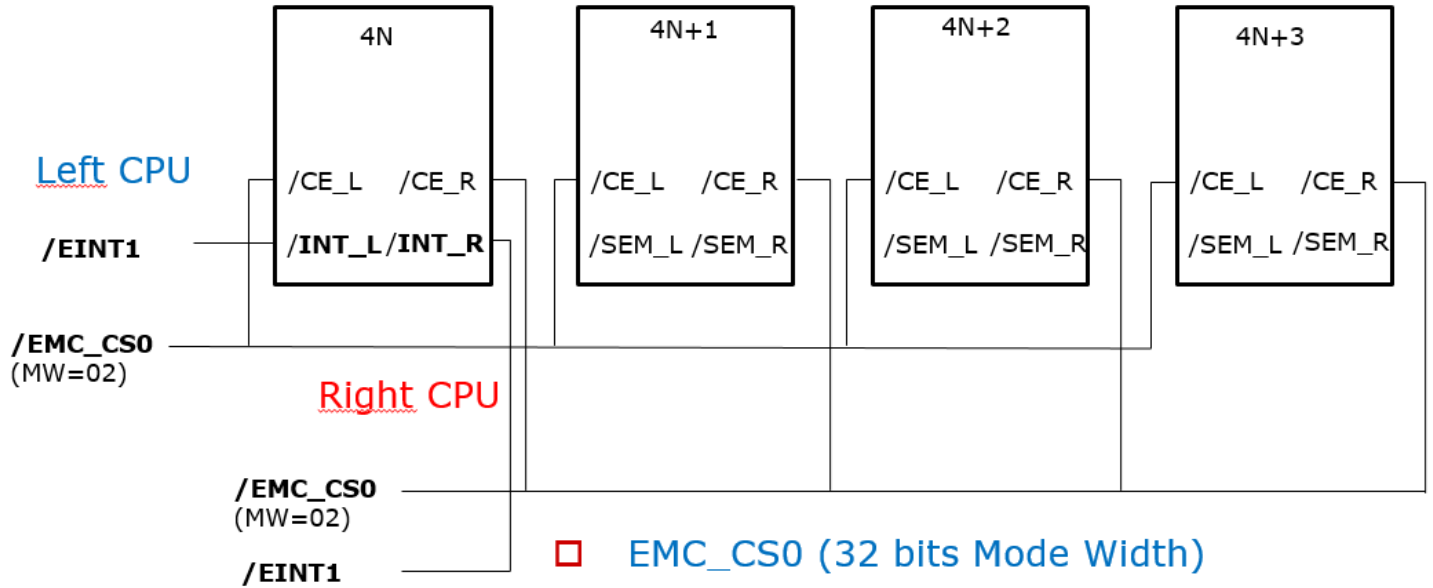 4N 4N+1 4N+2 4N+3
Left CPU
/CE_L /CE_R /CE_L /CE_R /CE_L /CE_R /CE_L /CE_R
/EINT1 /INT_L /INT_R /SEM_L /SEM_R /SEM_L /SEM_R /SEM_L /SEM_R
/EMC_CS0
(MW=02)
Right CPU
/EMC_CS0
(MW=02)
EMC_CS0 (32 bits Mode Width)
/EINT1